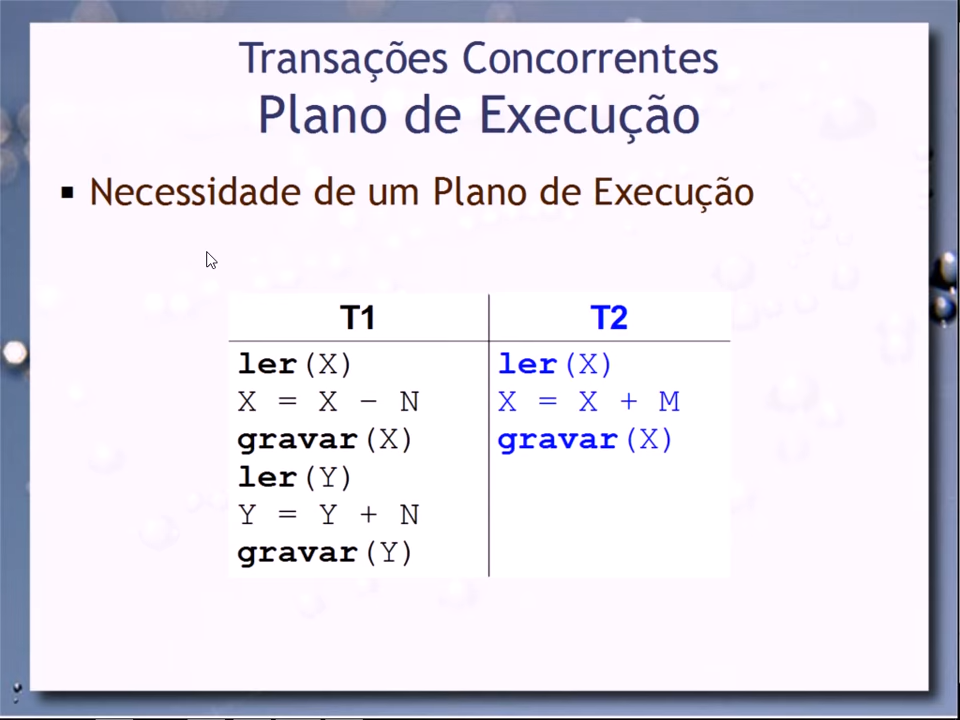 Transações Concorrentes
Plano de Execução
▪ Necessidade de um Plano de Execução
T1 T2
ler(X) ler(X)
X = X − N X = X + M
gravar(X) gravar(X)
ler(Y)
Y = Y + N
gravar(Y)